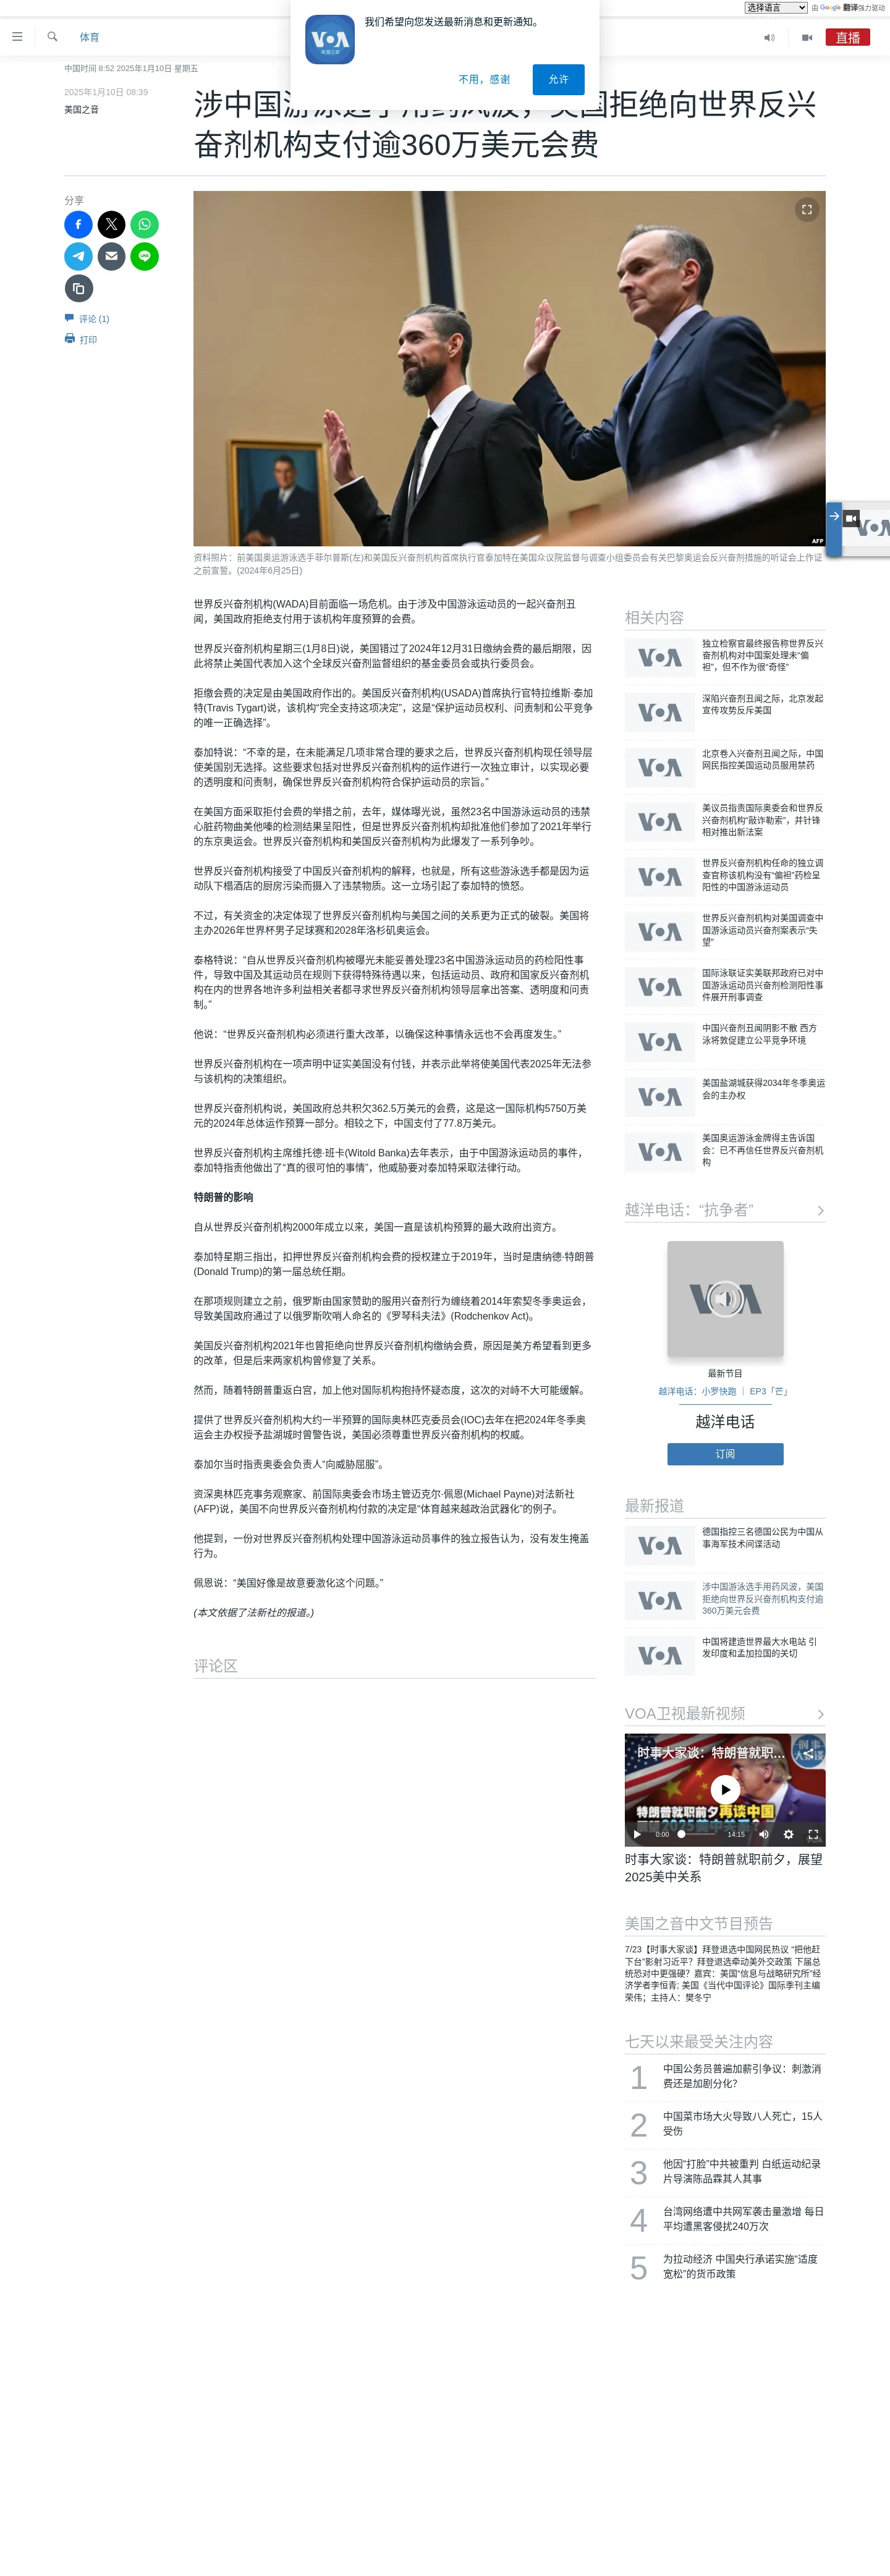 选择语言
由 Google 翻译强力驱动
我们希望向您发送最新消息和更新通知。
不用，感谢
允许
体育
直播
中国时间 8:52 2025年1月10日 星期五
2025年1月10日 08:39
美国之音
涉中国游泳选手用药风波，美国拒绝向世界反兴
奋剂机构支付逾360万美元会费
分享
评论 (1)
打印
AFP
资料照片：前美国奥运游泳选手菲尔普斯(左)和美国反兴奋剂机构首席执行官泰加特在美国众议院监督与调查小组委员会有关巴黎奥运会反兴奋剂措施的听证会上作证
之前宣誓。(2024年6月25日)
世界反兴奋剂机构(WADA)目前面临一场危机。由于涉及中国游泳运动员的一起兴奋剂丑
闻，美国政府拒绝支付用于该机构年度预算的会费。
世界反兴奋剂机构星期三(1月8日)说，美国错过了2024年12月31日缴纳会费的最后期限，因
此将禁止美国代表加入这个全球反兴奋剂监督组织的基金委员会或执行委员会。
拒缴会费的决定是由美国政府作出的。美国反兴奋剂机构(USADA)首席执行官特拉维斯·泰加
特(Travis Tygart)说，该机构“完全支持这项决定”，这是“保护运动员权利、问责制和公平竞争
的唯一正确选择”。
泰加特说：“不幸的是，在未能满足几项非常合理的要求之后，世界反兴奋剂机构现任领导层
使美国别无选择。这些要求包括对世界反兴奋剂机构的运作进行一次独立审计，以实现必要
的透明度和问责制，确保世界反兴奋剂机构符合保护运动员的宗旨。”
在美国方面采取拒付会费的举措之前，去年，媒体曝光说，虽然23名中国游泳运动员的违禁
心脏药物曲美他嗪的检测结果呈阳性，但是世界反兴奋剂机构却批准他们参加了2021年举行
的东京奥运会。世界反兴奋剂机构和美国反兴奋剂机构为此爆发了一系列争吵。
世界反兴奋剂机构接受了中国反兴奋剂机构的解释，也就是，所有这些游泳选手都是因为运
动队下榻酒店的厨房污染而摄入了违禁物质。这一立场引起了泰加特的愤怒。
不过，有关资金的决定体现了世界反兴奋剂机构与美国之间的关系更为正式的破裂。美国将
主办2026年世界杯男子足球赛和2028年洛杉矶奥运会。
泰格特说：“自从世界反兴奋剂机构被曝光未能妥善处理23名中国游泳运动员的药检阳性事
件，导致中国及其运动员在规则下获得特殊待遇以来，包括运动员、政府和国家反兴奋剂机
构在内的世界各地许多利益相关者都寻求世界反兴奋剂机构领导层拿出答案、透明度和问责
制。”
他说：“世界反兴奋剂机构必须进行重大改革，以确保这种事情永远也不会再度发生。”
世界反兴奋剂机构在一项声明中证实美国没有付钱，并表示此举将使美国代表2025年无法参
与该机构的决策组织。
世界反兴奋剂机构说，美国政府总共积欠362.5万美元的会费，这是这一国际机构5750万美
元的2024年总体运作预算一部分。相较之下，中国支付了77.8万美元。
世界反兴奋剂机构主席维托德·班卡(Witold Banka)去年表示，由于中国游泳运动员的事件，
泰加特指责他做出了“真的很可怕的事情”，他威胁要对泰加特采取法律行动。
特朗普的影响
自从世界反兴奋剂机构2000年成立以来，美国一直是该机构预算的最大政府出资方。
泰加特星期三指出，扣押世界反兴奋剂机构会费的授权建立于2019年，当时是唐纳德·特朗普
(Donald Trump)的第一届总统任期。
在那项规则建立之前，俄罗斯由国家赞助的服用兴奋剂行为缠绕着2014年索契冬季奥运会，
导致美国政府通过了以俄罗斯吹哨人命名的《罗琴科夫法》(Rodchenkov Act)。
美国反兴奋剂机构2021年也曾拒绝向世界反兴奋剂机构缴纳会费，原因是美方希望看到更多
的改革，但是后来两家机构曾修复了关系。
然而，随着特朗普重返白宫，加上他对国际机构抱持怀疑态度，这次的对峙不大可能缓解。
提供了世界反兴奋剂机构大约一半预算的国际奥林匹克委员会(IOC)去年在把2024年冬季奥
运会主办权授予盐湖城时曾警告说，美国必须尊重世界反兴奋剂机构的权威。
泰加尔当时指责奥委会负责人“向威胁屈服”。
资深奥林匹克事务观察家、前国际奥委会市场主管迈克尔·佩恩(Michael Payne)对法新社
(AFP)说，美国不向世界反兴奋剂机构付款的决定是“体育越来越政治武器化”的例子。
他提到，一份对世界反兴奋剂机构处理中国游泳运动员事件的独立报告认为，没有发生掩盖
行为。
佩恩说：“美国好像是故意要激化这个问题。”
(本文依据了法新社的报道。)
评论区
相关内容
独立检察官最终报告称世界反兴
奋剂机构对中国案处理未“偏
袒”，但不作为很“奇怪”
深陷兴奋剂丑闻之际，北京发起
宣传攻势反斥美国
北京卷入兴奋剂丑闻之际，中国
网民指控美国运动员服用禁药
美议员指责国际奥委会和世界反
兴奋剂机构“敲诈勒索”，并针锋
相对推出新法案
世界反兴奋剂机构任命的独立调
查官称该机构没有“偏袒”药检呈
阳性的中国游泳运动员
世界反兴奋剂机构对美国调查中
国游泳运动员兴奋剂案表示“失
望”
国际泳联证实美联邦政府已对中
国游泳运动员兴奋剂检测阳性事
件展开刑事调查
中国兴奋剂丑闻阴影不散 西方
泳将敦促建立公平竞争环境
美国盐湖城获得2034年冬季奥运
会的主办权
美国奥运游泳金牌得主告诉国
会：已不再信任世界反兴奋剂机
构
越洋电话：“抗争者”
最新节目
越洋电话：小罗快跑 ｜ EP3「芒」
越洋电话
订阅
最新报道
德国指控三名德国公民为中国从
事海军技术间谍活动
涉中国游泳选手用药风波，美国
拒绝向世界反兴奋剂机构支付逾
360万美元会费
中国将建造世界最大水电站 引
发印度和孟加拉国的关切
VOA卫视最新视频
时事大家谈：特朗普就职...
特朗普就职前夕再谈中国
0:00
14:15
时事大家谈：特朗普就职前夕，展望
2025美中关系
美国之音中文节目预告
7/23【时事大家谈】拜登退选中国网民热议 “把他赶
下台”影射习近平？拜登退选牵动美外交政策 下届总
统恐对中更强硬？嘉宾：美国“信息与战略研究所”经
济学者李恒青; 美国《当代中国评论》国际季刊主编
荣伟；主持人：樊冬宁
七天以来最受关注内容
1
中国公务员普遍加薪引争议：刺激消
费还是加剧分化？
2
中国菜市场大火导致八人死亡，15人
受伤
3
他因“打脸”中共被重判 白纸运动纪录
片导演陈品霖其人其事
4
台湾网络遭中共网军袭击量激增 每日
平均遭黑客侵扰240万次
5
为拉动经济 中国央行承诺实施“适度
宽松”的货币政策